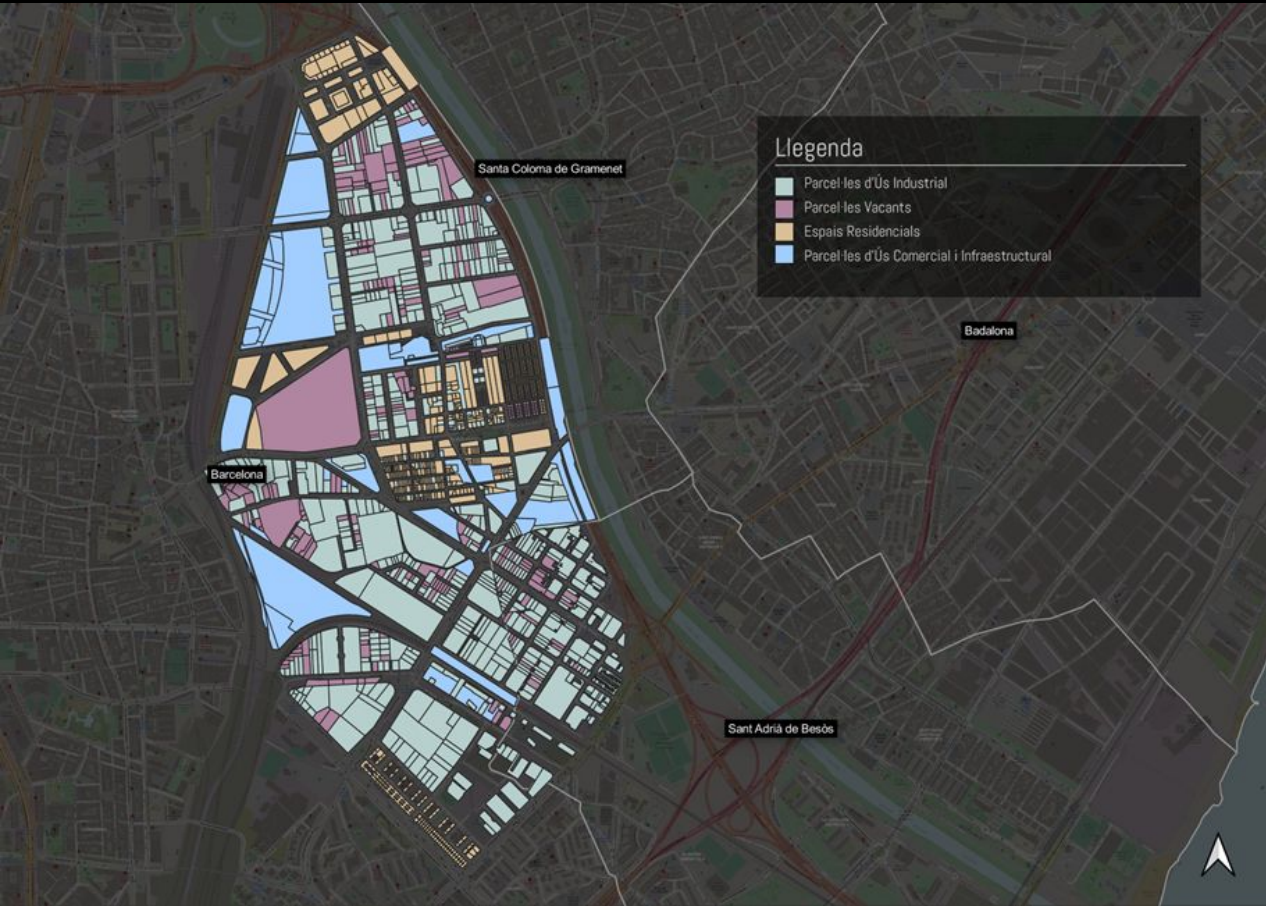 Santa Coloma de Gramenet
Llegenda
Parcel·les d'Ús Industrial
Parcel·les Vacants
Espais Residencials
Parcel·les d'Ús Comercial i Infraestructural
Badalona
Barcelona
Sant Adrià de Besòs